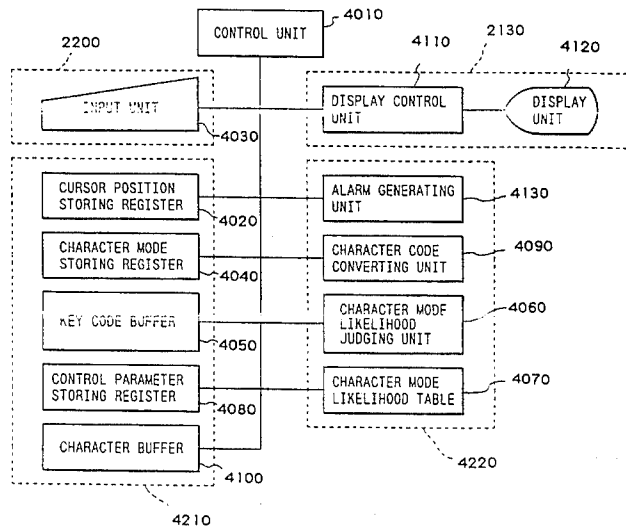 CONTROL UNIT
4010
2200
4110
2130
4120
INPUT UNIT
4030
DISPLAY CONTROL
UNIT
DISPLAY
UNIT
CURSOR POSITION
STORING REGISTER
4020
ALARM GENERATING
UNIT
4130
CHARACTER MODE
STORING REGISTER
4040
CHARACTER CODE
CONVERTING UNIT
4090
KEY CODE BUFFER
4050
CHARACTER MODE
LIKELIHOOD
JUDGING UNIT
4060
CONTROL PARAMETER
STORING REGISTER
4080
CHARACTER MODE
LIKELIHOOD TABLE
4070
CHARACTER BUFFER
4100
4210
4220